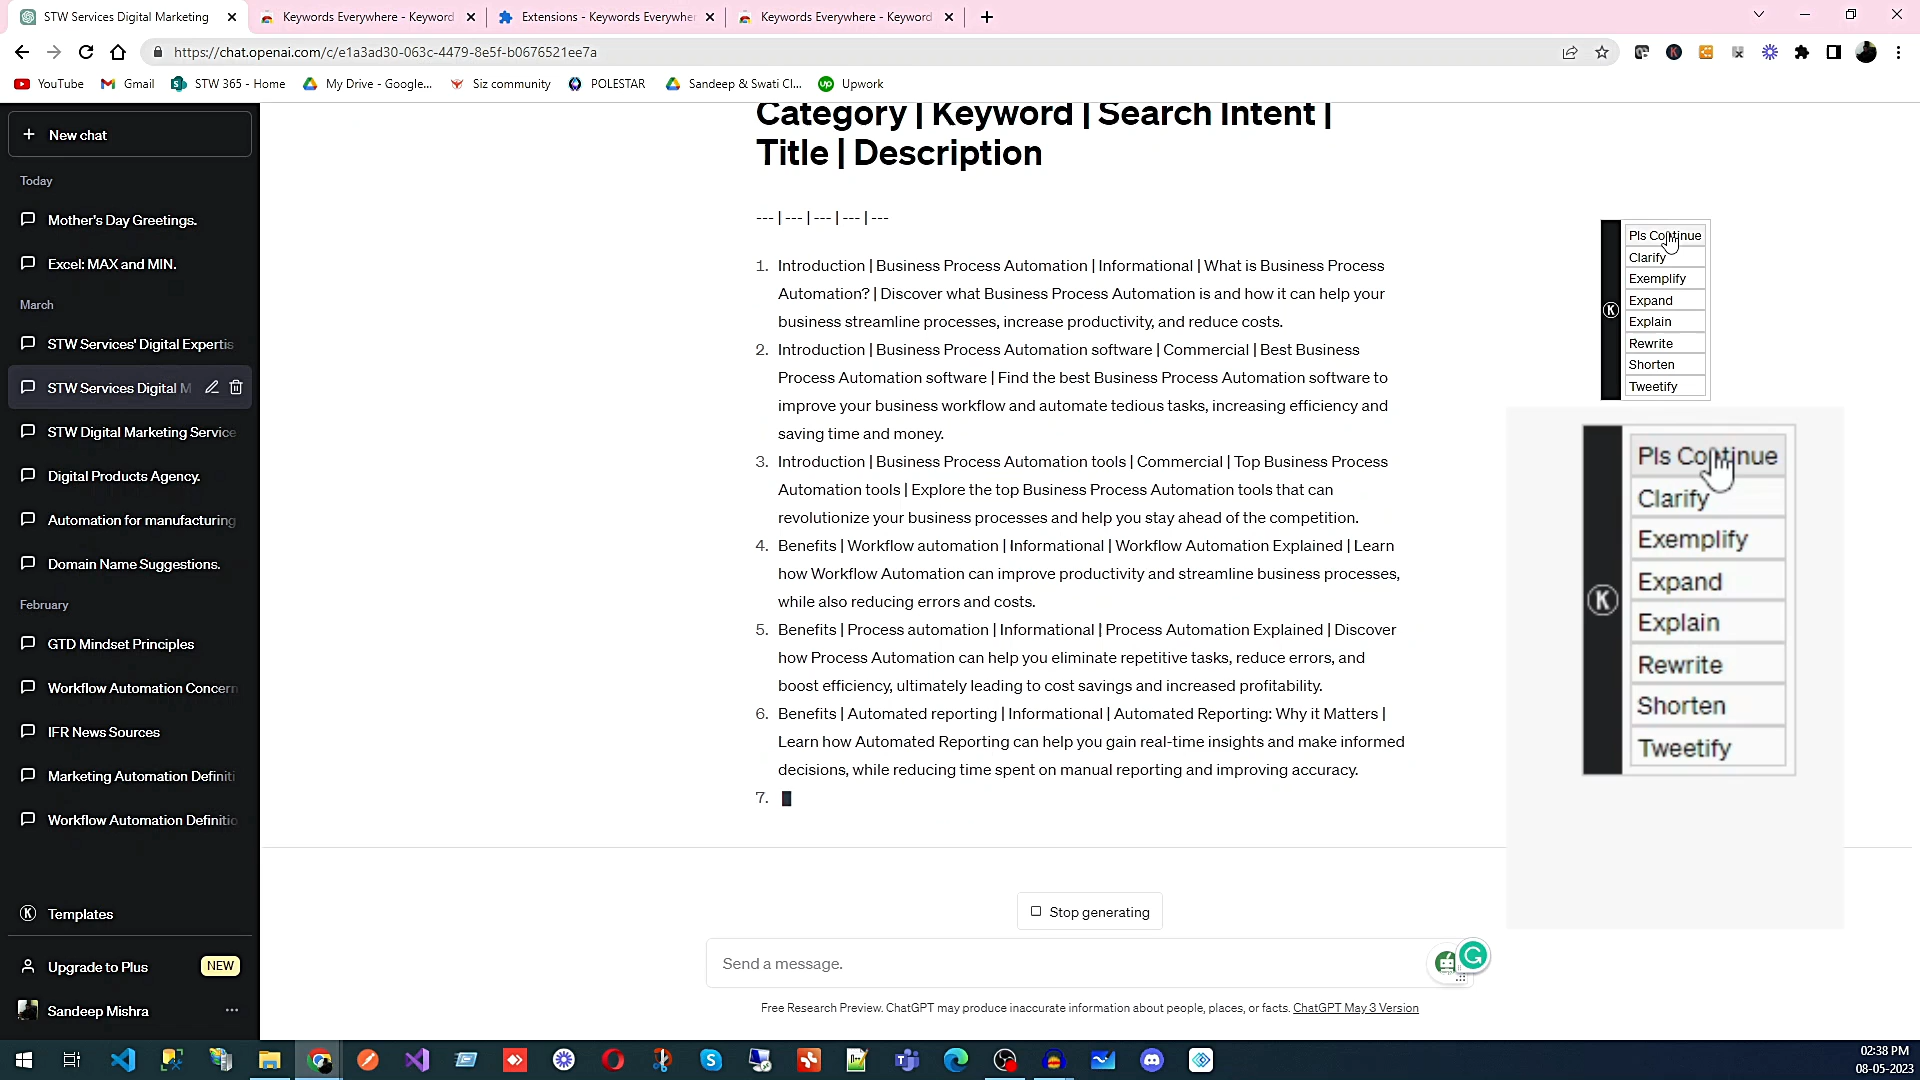 STW Services Digital Marketing
Keywords Everywhere - Keyword
Extensions - Keywords Everywhe
Keywords Everywhere - Keyword
https://chat.openai.com/c/e1a3ad30-063c-4479-8e5f-b0676521ee7a
YouTube
Gmail
STW 365 - Home
My Drive - Google...
Siz community
POLESTAR
Sandeep & Swati Cl...
Upwork
New chat
Today
Mother's Day Greetings.
Excel: MAX and MIN.
March
STW Services' Digital Expertis
STW Services Digital M
STW Digital Marketing Service
Digital Products Agency.
Automation for manufacturing
Domain Name Suggestions.
February
GTD Mindset Principles
Workflow Automation Concern
IFR News Sources
Marketing Automation Definiti
Workflow Automation Definitio
Templates
Upgrade to Plus
NEW
Sandeep Mishra
Category | Keyword | Search Intent |
Title | Description
--- | --- | --- | --- | ---
1. Introduction | Business Process Automation | Informational | What is Business Process
Automation? | Discover what Business Process Automation is and how it can help your
business streamline processes, increase productivity, and reduce costs.
2. Introduction | Business Process Automation software | Commercial | Best Business
Process Automation software | Find the best Business Process Automation software to
improve your business workflow and automate tedious tasks, increasing efficiency and
saving time and money.
3. Introduction | Business Process Automation tools | Commercial | Top Business Process
Automation tools | Explore the top Business Process Automation tools that can
revolutionize your business processes and help you stay ahead of the competition.
4. Benefits | Workflow automation | Informational | Workflow Automation Explained | Learn
how Workflow Automation can improve productivity and streamline business processes,
while also reducing errors and costs.
5. Benefits | Process automation | Informational | Process Automation Explained | Discover
how Process Automation can help you eliminate repetitive tasks, reduce errors, and
boost efficiency, ultimately leading to cost savings and increased profitability.
6. Benefits | Automated reporting | Informational | Automated Reporting: Why it Matters |
Learn how Automated Reporting can help you gain real-time insights and make informed
decisions, while reducing time spent on manual reporting and improving accuracy.
7.
Stop generating
Send a message.
Free Research Preview. ChatGPT may produce inaccurate information about people, places, or facts. ChatGPT May 3 Version
K
Pls Continue
Clarify
Exemplify
Expand
Explain
Rewrite
Shorten
Tweetify
K
Pls Continue
Clarify
Exemplify
Expand
Explain
Rewrite
Shorten
Tweetify
02:38 PM
08-05-2023